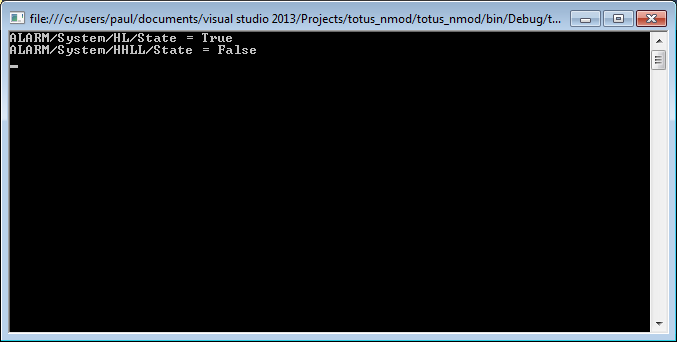 file:///c:/users/paul/documents/visual studio 2013/Projects/totus_nmod/totus_nmod/bin/Debug/t...
ALARM/System/HL/State = True
ALARM/System/HHLL/State = False